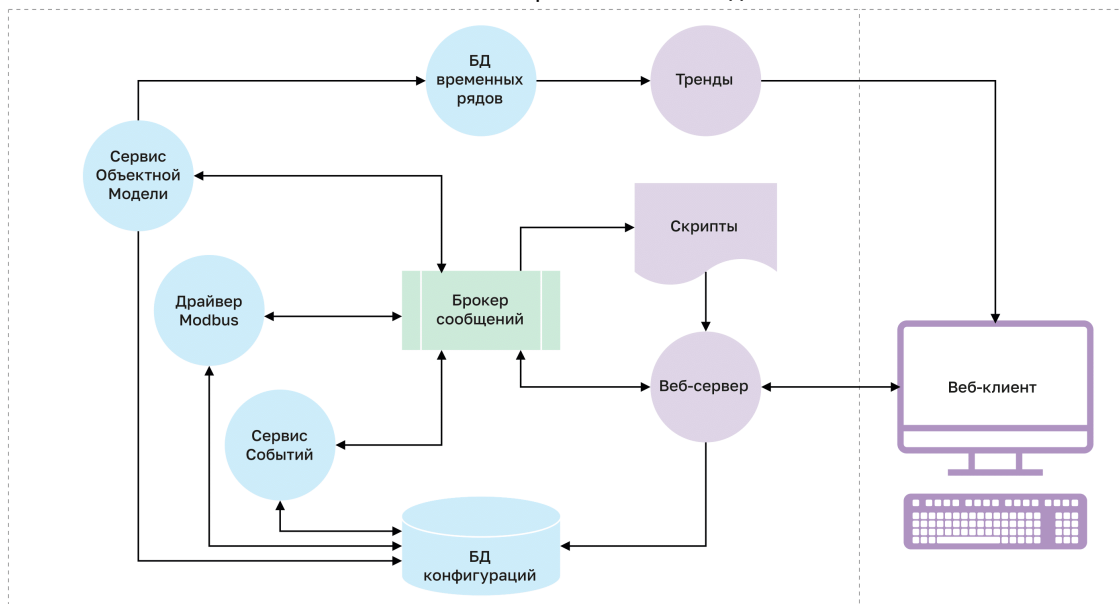 БД
временных
рядов
Тренды
Сервис
Объектной
Модели
Скрипты
Драйвер
Modbus
Брокер
сообщений
Веб-сервер
Веб-клиент
Сервис
Событий
БД
конфигураций